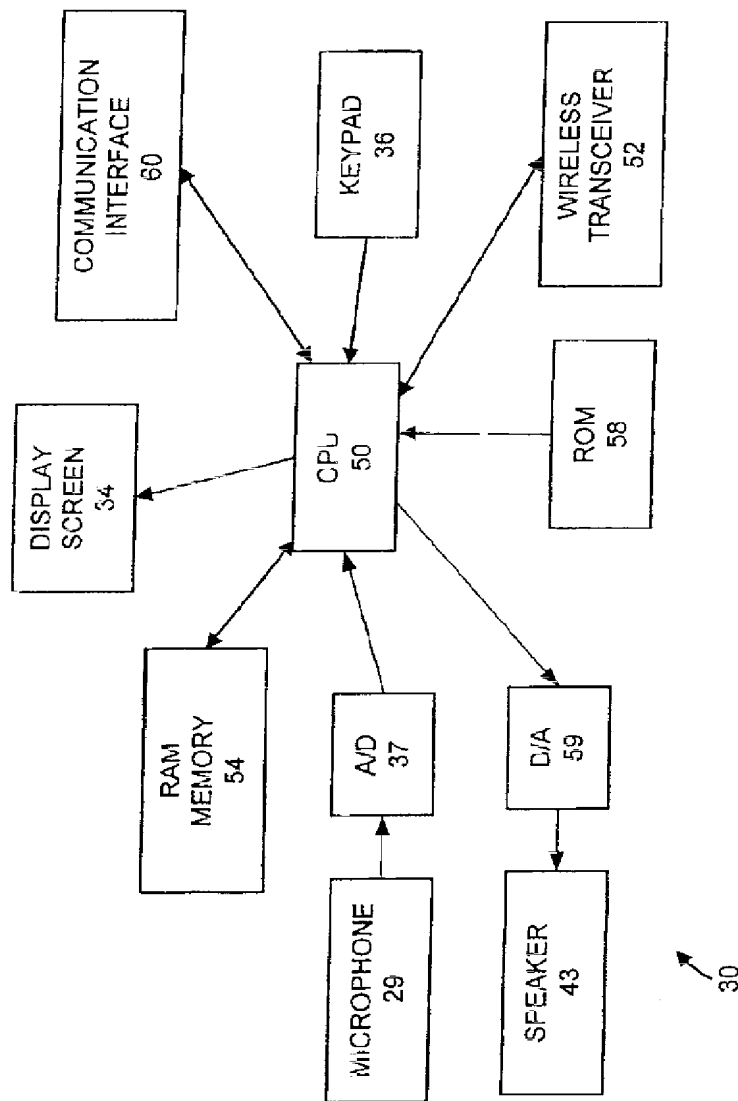 COMMUNICATION
INTERFACE
60
DISPLAY
SCREEN
34
KEYPAD
36
RAM
MEMORY
54
CPU
50
A/D
37
MICROPHONE
29
WIRELESS
TRANSCEIVER
52
ROM
58
D/A
59
SPEAKER
43
30